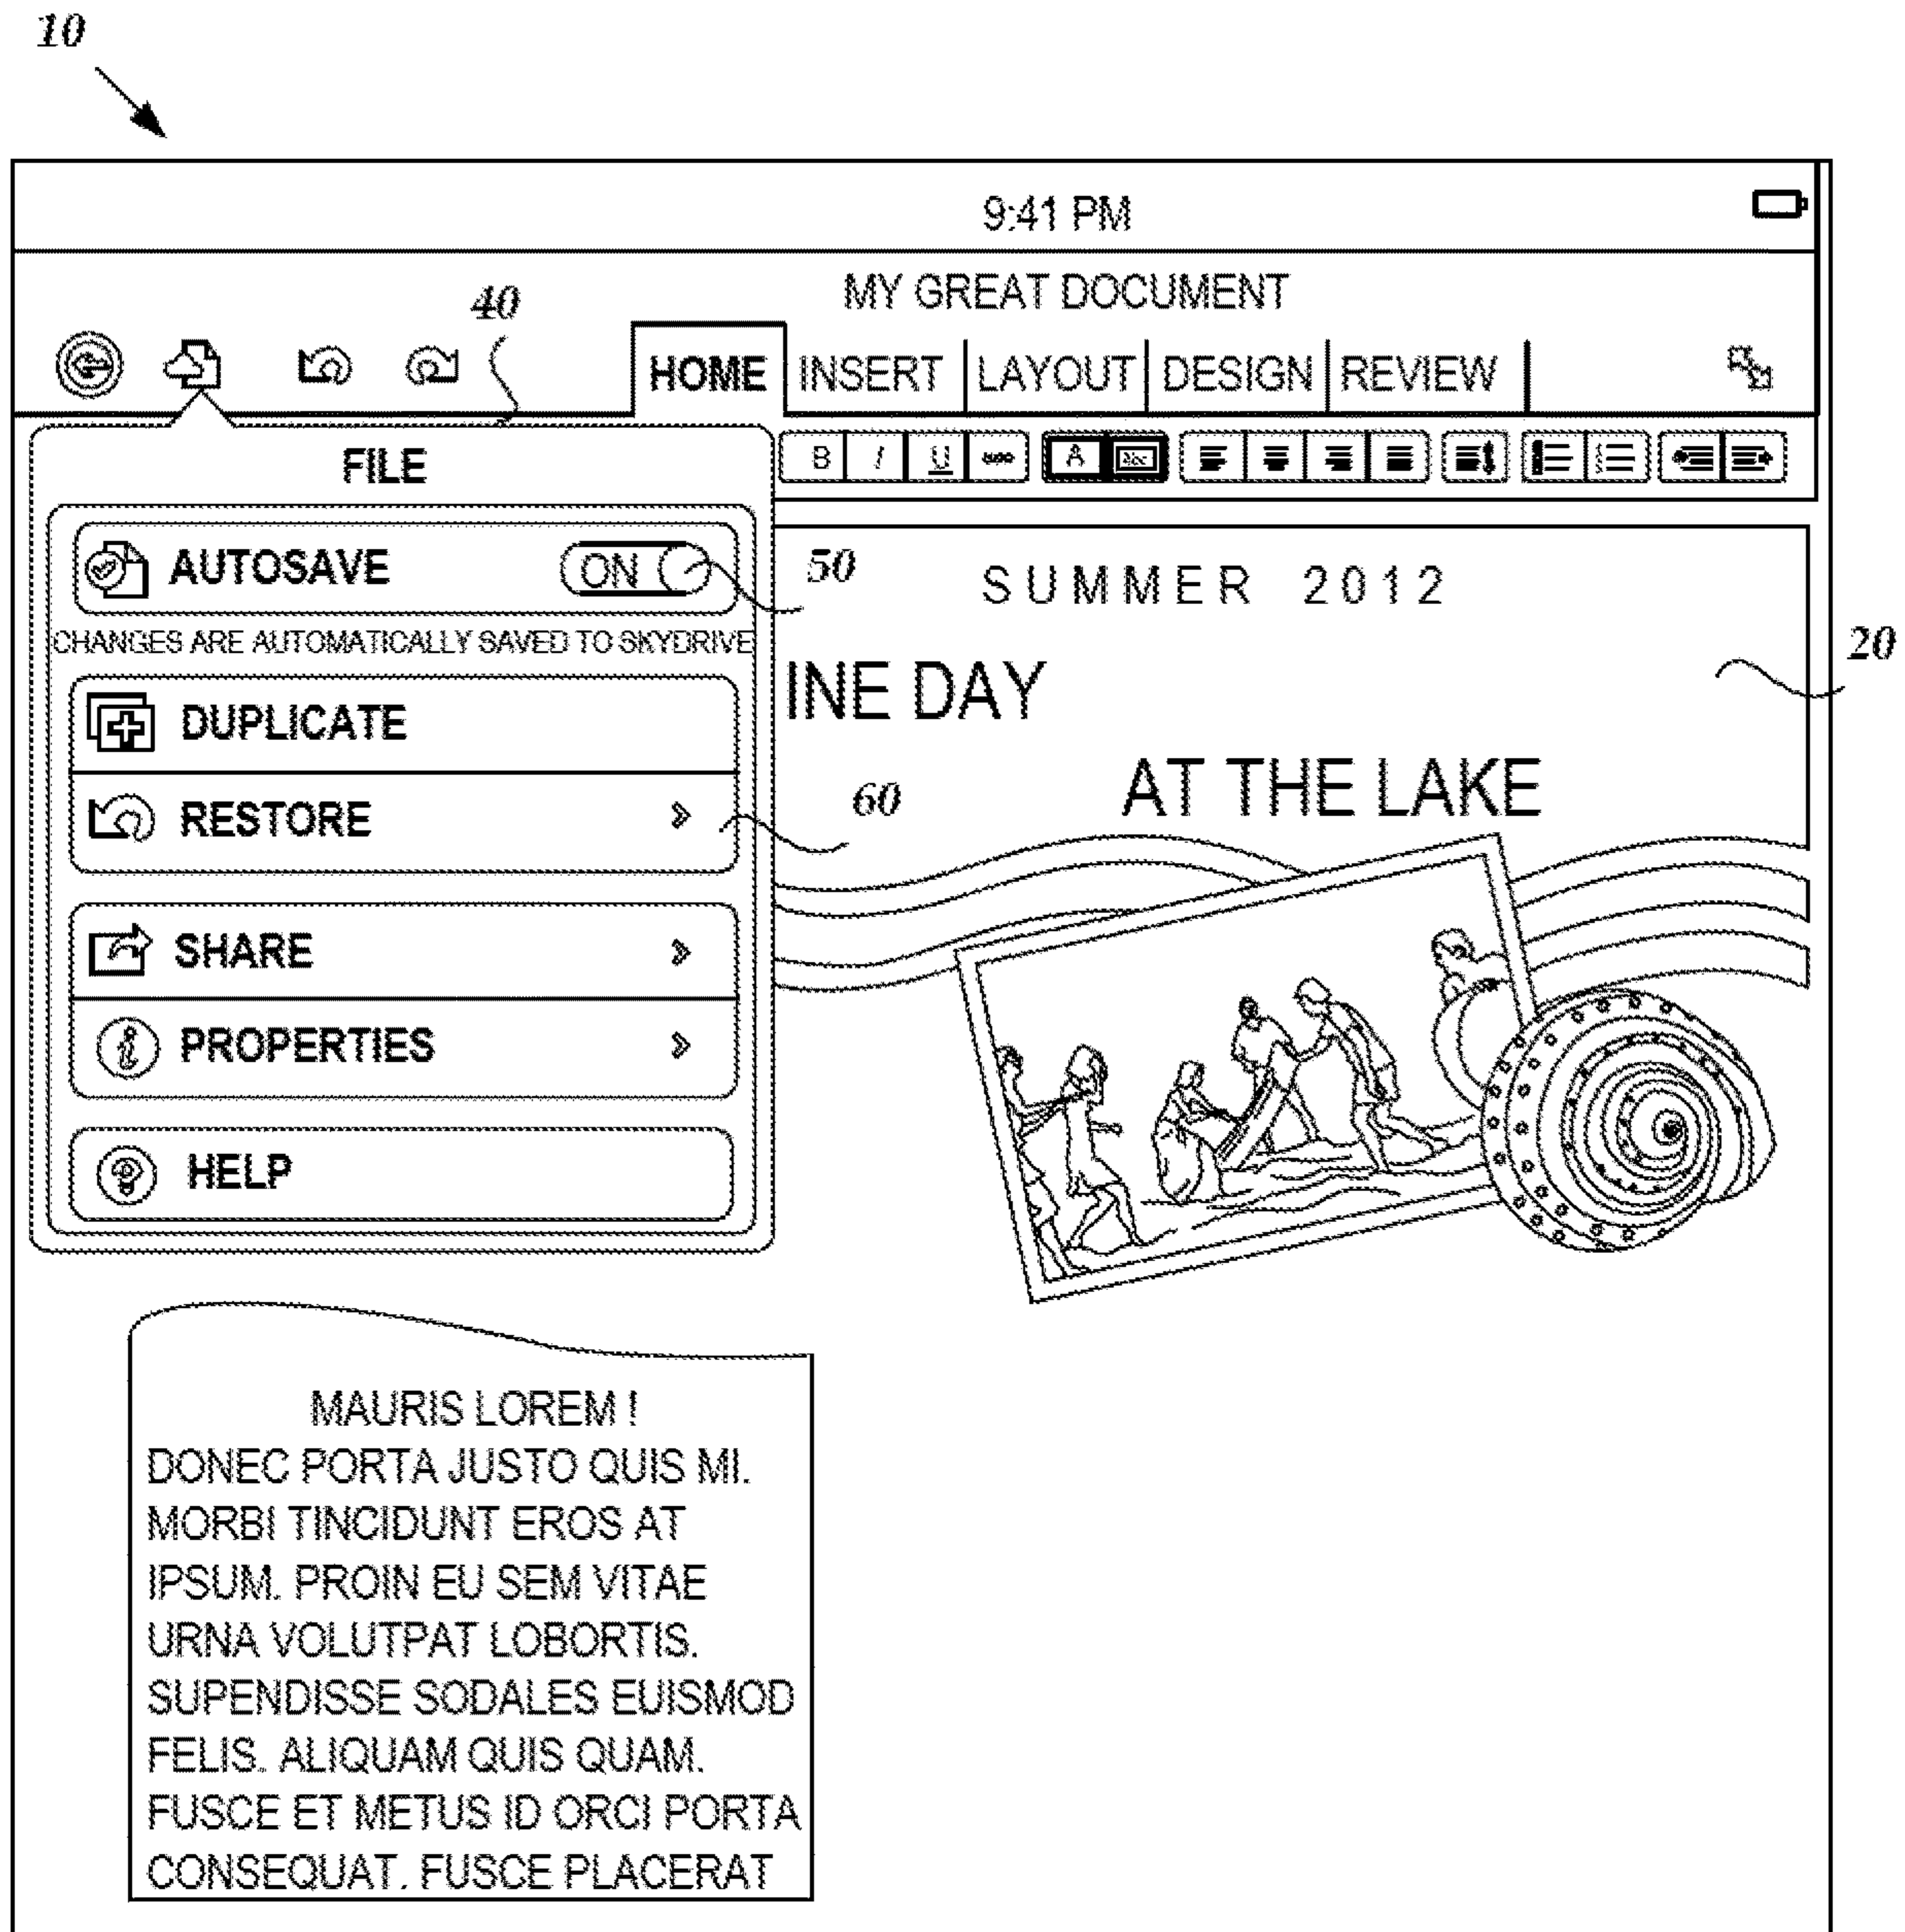 10
9:41 PM
MY GREAT DOCUMENT
40
HOME INSERT LAYOUT DESIGN REVIEW
FILE
B I U abc A Abc
AUTOSAVE ON
50
SUMMER 2012
CHANGES ARE AUTOMATICALLY SAVED TO SKYDRIVE
20
INE DAY
DUPLICATE
AT THE LAKE
RESTORE
60
SHARE
PROPERTIES
HELP
MAURIS LOREM !
DONEC PORTA JUSTO QUIS MI.
MORBI TINCIDUNT EROS AT
IPSUM. PROIN EU SEM VITAE
URNA VOLUTPAT LOBORTIS.
SUPENDISSE SODALES EUISMOD
FELIS. ALIQUAM QUIS QUAM.
FUSCE ET METUS ID ORCI PORTA
CONSEQUAT. FUSCE PLACERAT